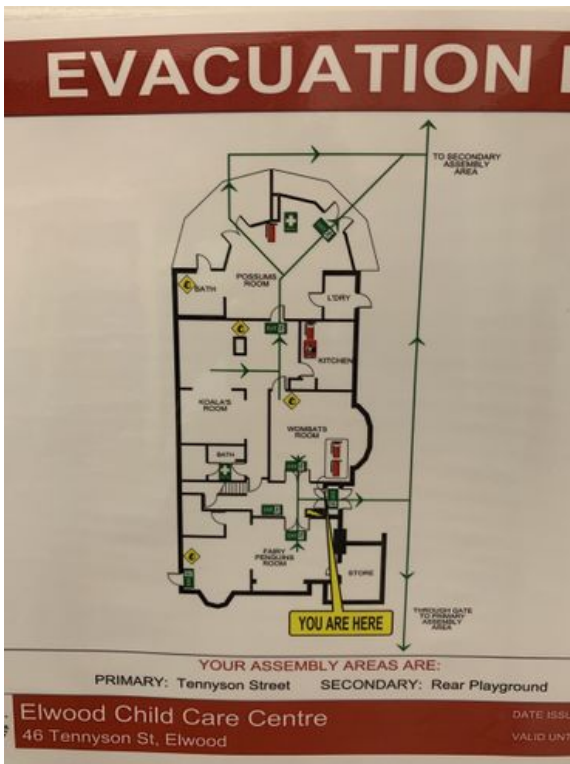 EVACUATION
TO SECONDARY
ASSEMBLY
AREA
POSSUMS
ROOM
BATH
L'DRY
KITCHEN
KOALA'S
ROOM
WOMBATS
ROOM
BATH
FAIRY
PENGUINS
ROOM
STORE
YOU ARE HERE
THROUGH GATE
TO PRIMARY
ASSEMBLY
AREA
YOUR ASSEMBLY AREAS ARE:
PRIMARY: Tennyson Street SECONDARY: Rear Playground
Elwood Child Care Centre
46 Tennyson St, Elwood
DATE ISSU
VALID UNT